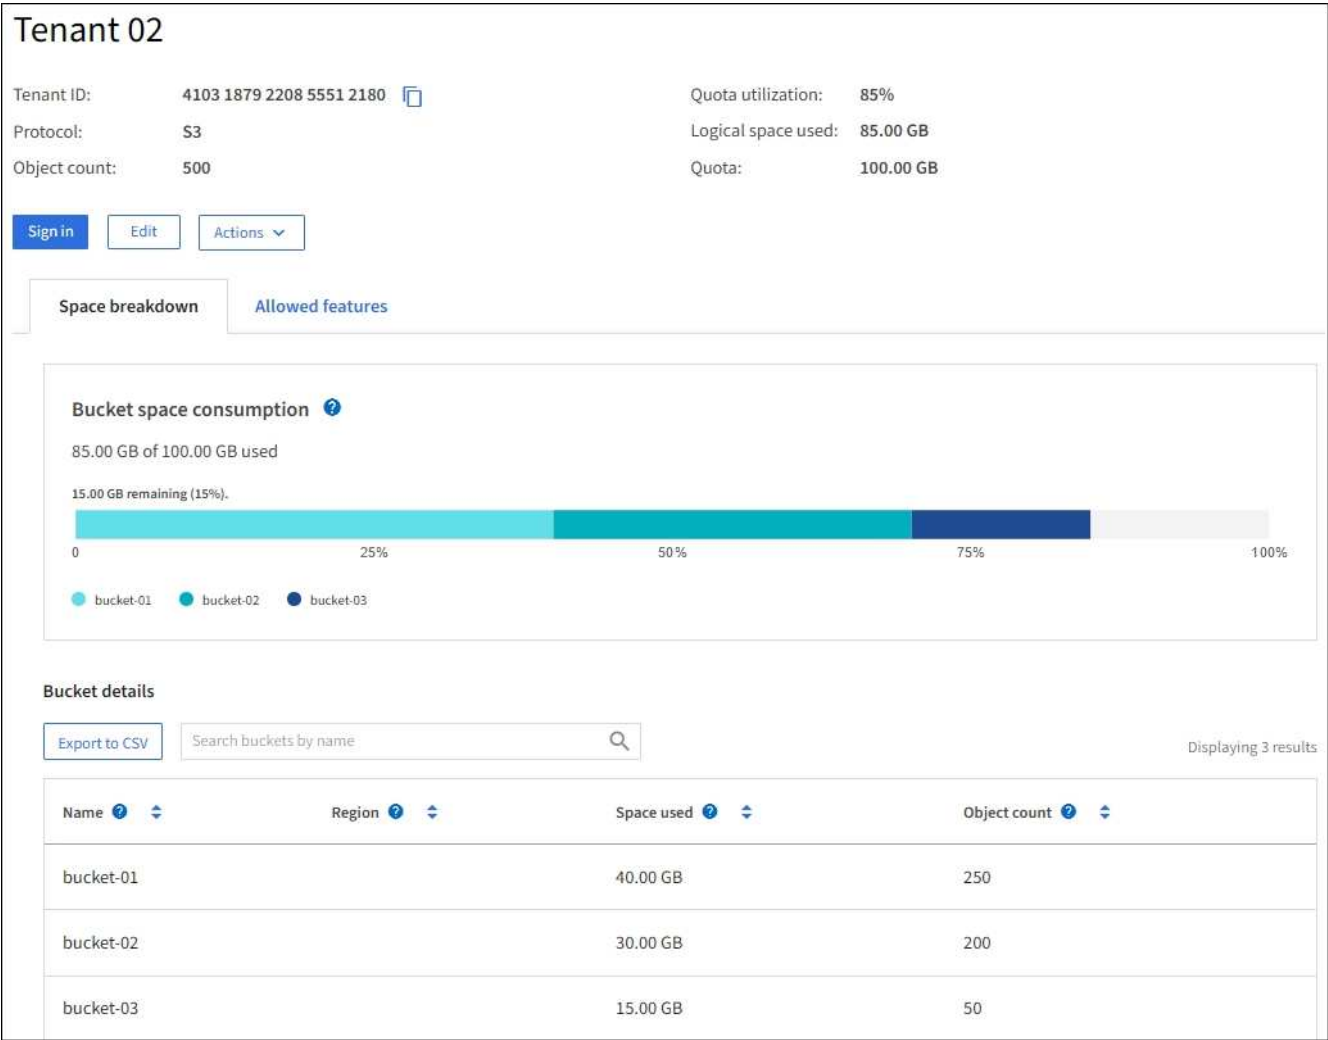 Tenant 02
Tenant ID: 4103 1879 2208 5551 2180
Quota utilization: 85%
Protocol: S3
Logical space used: 85.00 GB
Object count: 500
Quota: 100.00 GB
Sign in Edit Actions
Space breakdown Allowed features
Bucket space consumption ?
85.00 GB of 100.00 GB used
15.00 GB remaining (15%).
0 25% 50% 75% 100%
bucket-01 bucket-02 bucket-03
Bucket details
Export to CSV Search buckets by name Displaying 3 results
Name ? Region ? Space used ? Object count ?
bucket-01 40.00 GB 250
bucket-02 30.00 GB 200
bucket-03 15.00 GB 50